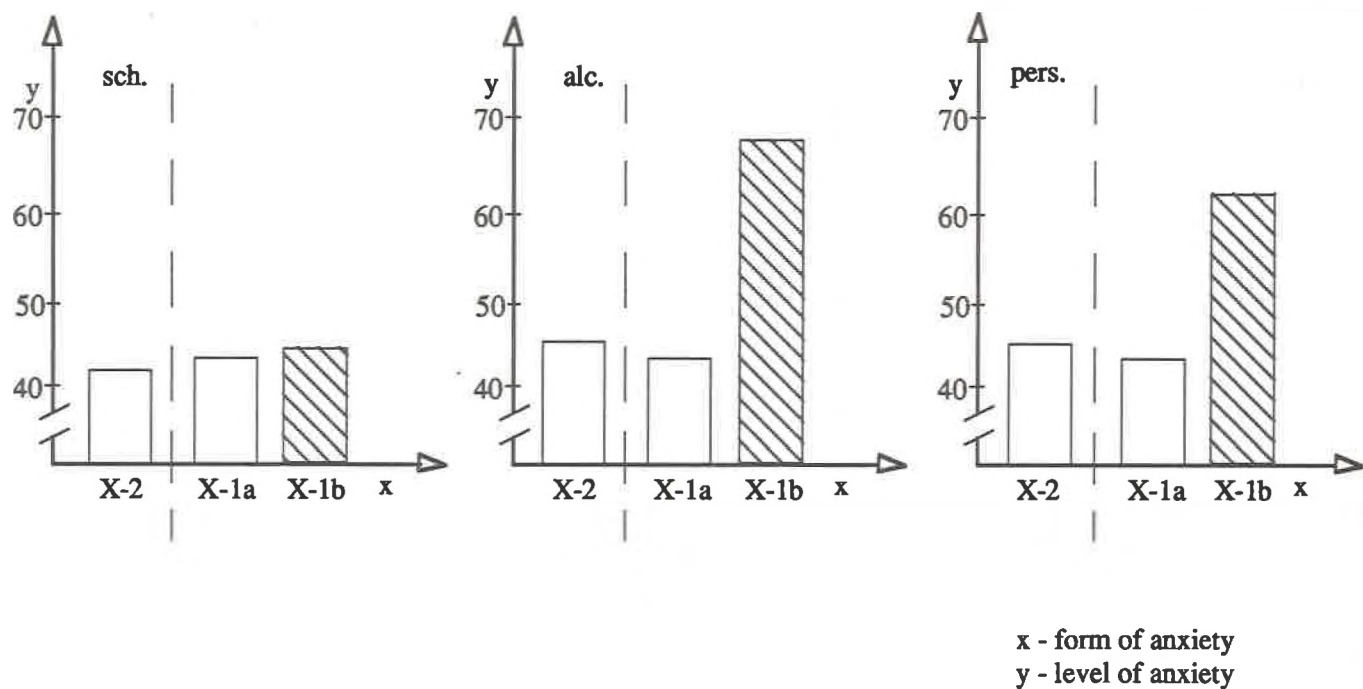 sch.
y
70
60
50
40
X-2 X-1a X-1b x
alc.
y
70
60
50
40
X-2 X-1a X-1b x
pers.
y
70
60
50
40
X-2 X-1a X-1b x
x - form of anxiety
y - level of anxiety